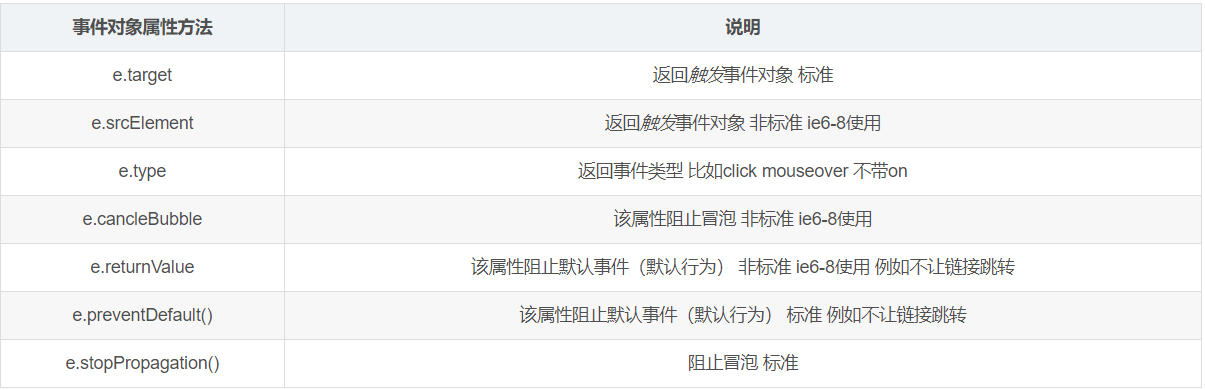 事件对象属性方法 说明
e.target 返回触发事件对象 标准
e.srcElement 返回触发事件对象 非标准 ie6-8使用
e.type 返回事件类型 比如click mouseover 不带on
e.cancleBubble 该属性阻止冒泡 非标准 ie6-8使用
e.returnValue 该属性阻止默认事件（默认行为） 非标准 ie6-8使用 例如不让链接跳转
e.preventDefault() 该属性阻止默认事件（默认行为） 标准 例如不让链接跳转
e.stopPropagation() 阻止冒泡 标准